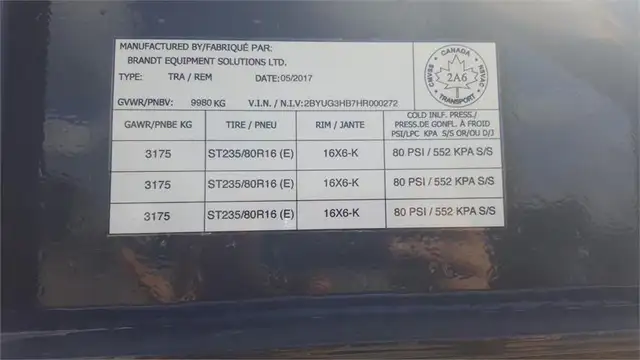 MANUFACTURED BY/FABRIQUÉ PAR:
BRANDT EQUIPMENT SOLUTIONS LTD.
TYPE: TRA / REM DATE:05/2017
GVWR/PNBV: 9980 KG V.I.N. / N.I.V:2BYUG3HB7HR000272
CANADA
CMVSS NSVAC
2A6
TRANSPORT
GAWR/PNBE KG TIRE / PNEU RIM / JANTE COLD INLF. PRESS./
PRESS.DE GONFL. À FROID
PSI/LPC KPA S/S OR/OU D/J
3175 ST235/80R16 (E) 16X6-K 80 PSI / 552 KPA S/S
3175 ST235/80R16 (E) 16X6-K 80 PSI / 552 KPA S/S
3175 ST235/80R16 (E) 16X6-K 80 PSI / 552 KPA S/S